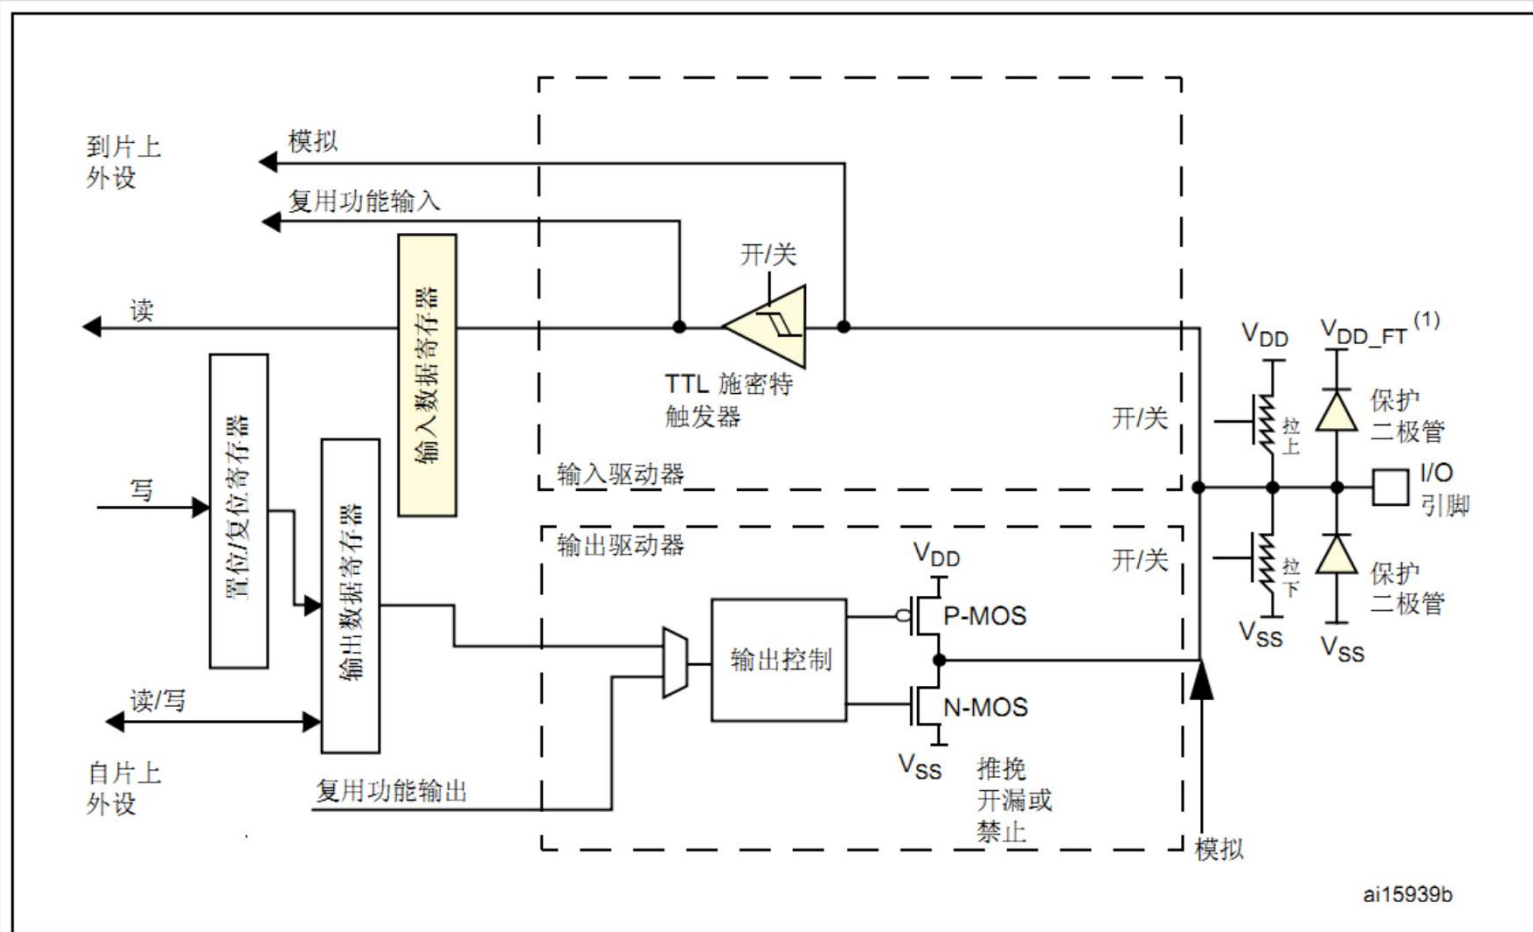 到片上
外设
模拟
复用功能输入
读
输入数据寄存器
开/关
TTL 施密特
触发器
输入驱动器
开/关
VDD
VDD_FT (1)
拉上
保护
二极管
I/O
引脚
写
置位/复位寄存器
输出数据寄存器
读/写
自片上
外设
复用功能输出
输出驱动器
开/关
VDD
P-MOS
输出控制
N-MOS
VSS
推挽
开漏或
禁止
拉下
VSS
保护
二极管
VSS
模拟
ai15939b